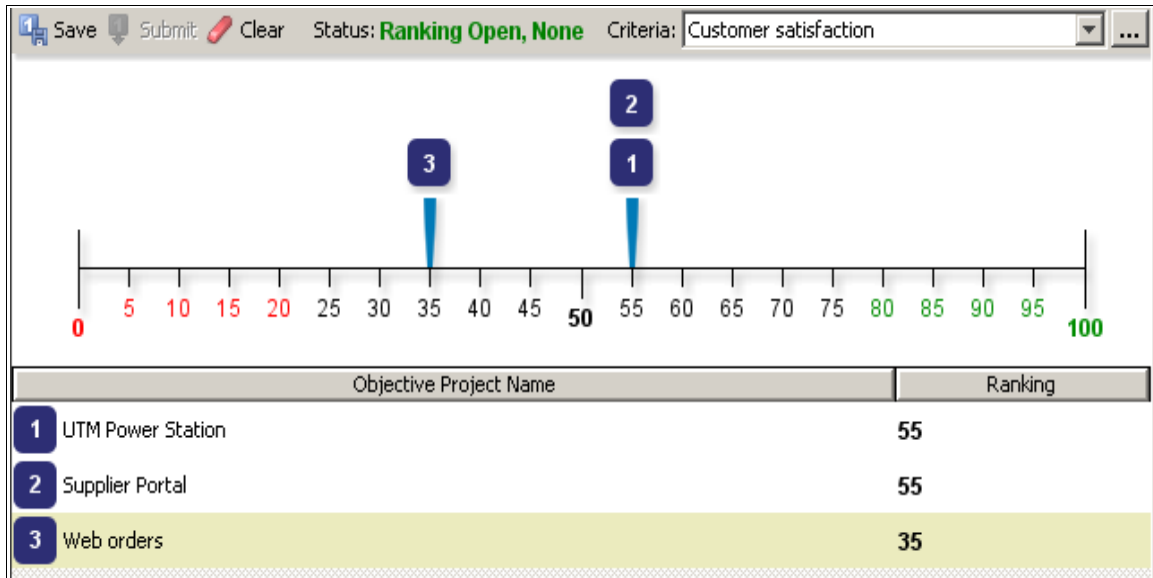 Save Submit Clear Status: Ranking Open, None Criteria: Customer satisfaction ...
2
3 1
5 10 15 20 25 30 35 40 45 50 55 60 65 70 75 80 85 90 95
0 100
Objective Project Name Ranking
1 UTM Power Station 55
2 Supplier Portal 55
3 Web orders 35